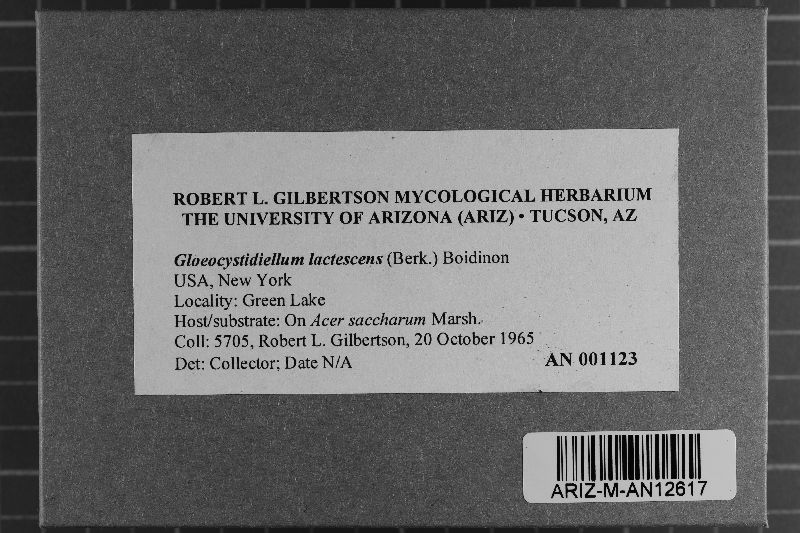 ROBERT L. GILBERTSON MYCOLOGICAL HERBARIUM
THE UNIVERSITY OF ARIZONA (ARIZ) • TUCSON, AZ
Gloeocystidiellum lactescens (Berk.) Boidinon
USA, New York
Locality: Green Lake
Host/substrate: On Acer saccharum Marsh.
Coll: 5705, Robert L. Gilbertson, 20 October 1965
Det: Collector; Date N/A
AN 001123
ARIZ-M-AN12617